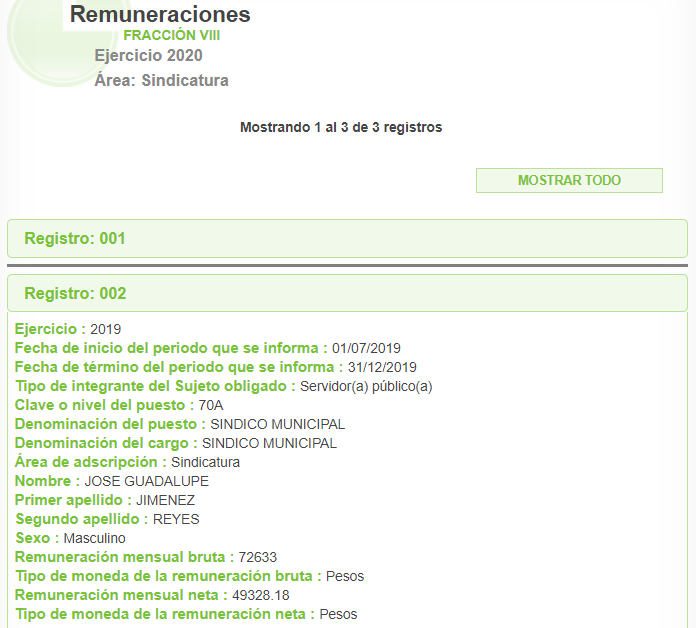 Remuneraciones
FRACCIÓN VIII
Ejercicio 2020
Área: Sindicatura
Mostrando 1 al 3 de 3 registros
MOSTRAR TODO
Registro: 001
Registro: 002
Ejercicio : 2019
Fecha de inicio del periodo que se informa : 01/07/2019
Fecha de término del periodo que se informa : 31/12/2019
Tipo de integrante del Sujeto obligado : Servidor(a) público(a)
Clave o nivel del puesto : 70A
Denominación del puesto : SINDICO MUNICIPAL
Denominación del cargo : SINDICO MUNICIPAL
Área de adscripción : Sindicatura
Nombre : JOSE GUADALUPE
Primer apellido : JIMENEZ
Segundo apellido : REYES
Sexo : Masculino
Remuneración mensual bruta : 72633
Tipo de moneda de la remuneración bruta : Pesos
Remuneración mensual neta : 49328.18
Tipo de moneda de la remuneración neta : Pesos